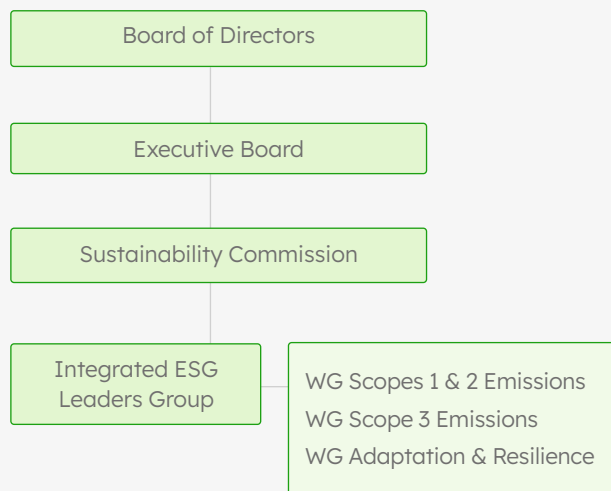 Board of Directors
Executive Board
Sustainability Commission
Integrated ESG
Leaders Group
WG Scopes 1 & 2 Emissions
WG Scope 3 Emissions
WG Adaptation & Resilience